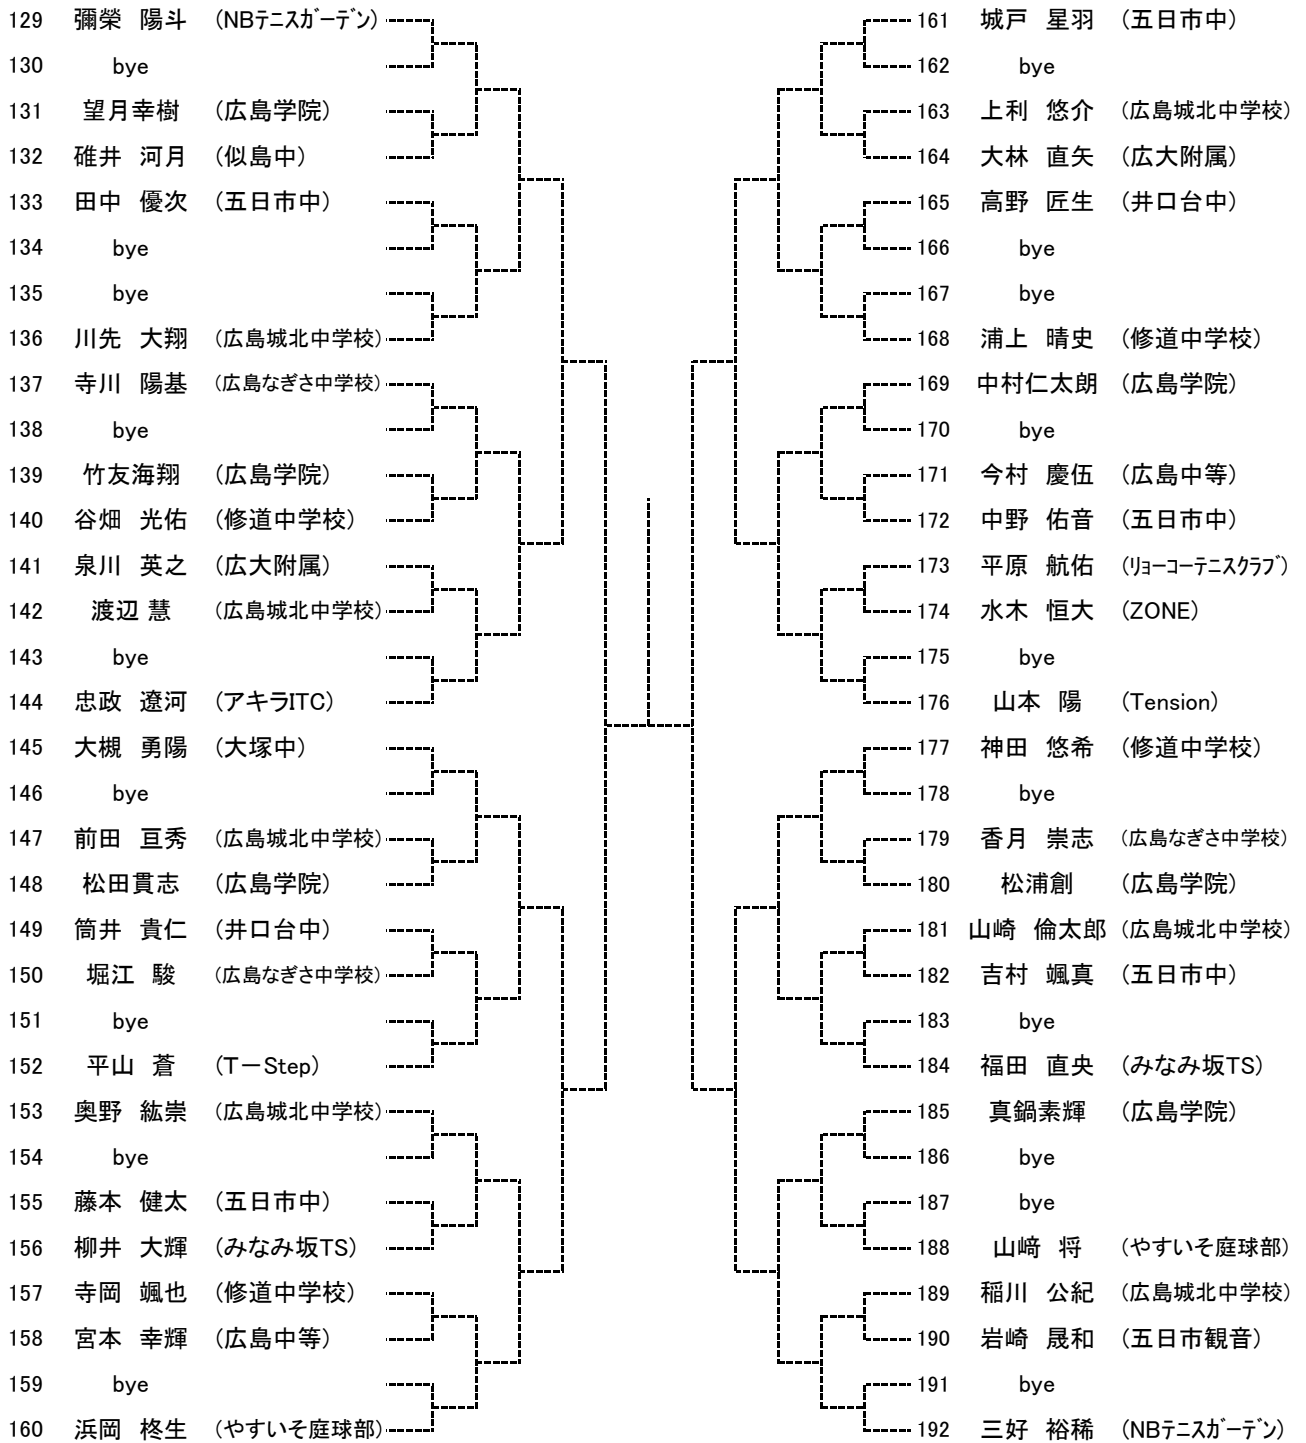 129 彌榮 陽斗 (NBテニスガーデン)
130 bye
131 望月幸樹 (広島学院)
132 碓井 河月 (似島中)
133 田中 優次 (五日市中)
134 bye
135 bye
136 川先 大翔 (広島城北中学校)
137 寺川 陽基 (広島なぎさ中学校)
138 bye
139 竹友海翔 (広島学院)
140 谷畑 光佑 (修道中学校)
141 泉川 英之 (広大附属)
142 渡辺 慧 (広島城北中学校)
143 bye
144 忠政 遼河 (アキラITC)
145 大槻 勇陽 (大塚中)
146 bye
147 前田 亘秀 (広島城北中学校)
148 松田貫志 (広島学院)
149 筒井 貴仁 (井口台中)
150 堀江 駿 (広島なぎさ中学校)
151 bye
152 平山 蒼 (T－Step)
153 奥野 紘崇 (広島城北中学校)
154 bye
155 藤本 健太 (五日市中)
156 柳井 大輝 (みなみ坂TS)
157 寺岡 颯也 (修道中学校)
158 宮本 幸輝 (広島中等)
159 bye
160 浜岡 柊生 (やすいそ庭球部)
161 城戸 星羽 (五日市中)
162 bye
163 上利 悠介 (広島城北中学校)
164 大林 直矢 (広大附属)
165 高野 匠生 (井口台中)
166 bye
167 bye
168 浦上 晴史 (修道中学校)
169 中村仁太朗 (広島学院)
170 bye
171 今村 慶伍 (広島中等)
172 中野 佑音 (五日市中)
173 平原 航佑 (リョーコーテニスクラブ)
174 水木 恒大 (ZONE)
175 bye
176 山本 陽 (Tension)
177 神田 悠希 (修道中学校)
178 bye
179 香月 崇志 (広島なぎさ中学校)
180 松浦創 (広島学院)
181 山崎 倫太郎 (広島城北中学校)
182 吉村 颯真 (五日市中)
183 bye
184 福田 直央 (みなみ坂TS)
185 真鍋素輝 (広島学院)
186 bye
187 bye
188 山﨑 将 (やすいそ庭球部)
189 稲川 公紀 (広島城北中学校)
190 岩崎 晟和 (五日市観音)
191 bye
192 三好 裕稀 (NBテニスガーデン)